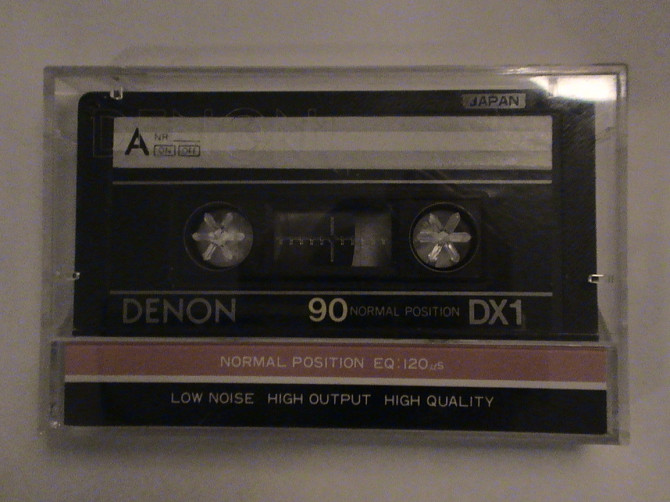 JAPAN
DENON
A NR
ON OFF
DENON 90 NORMAL POSITION DX1
NORMAL POSITION EQ:120µs
LOW NOISE HIGH OUTPUT HIGH QUALITY